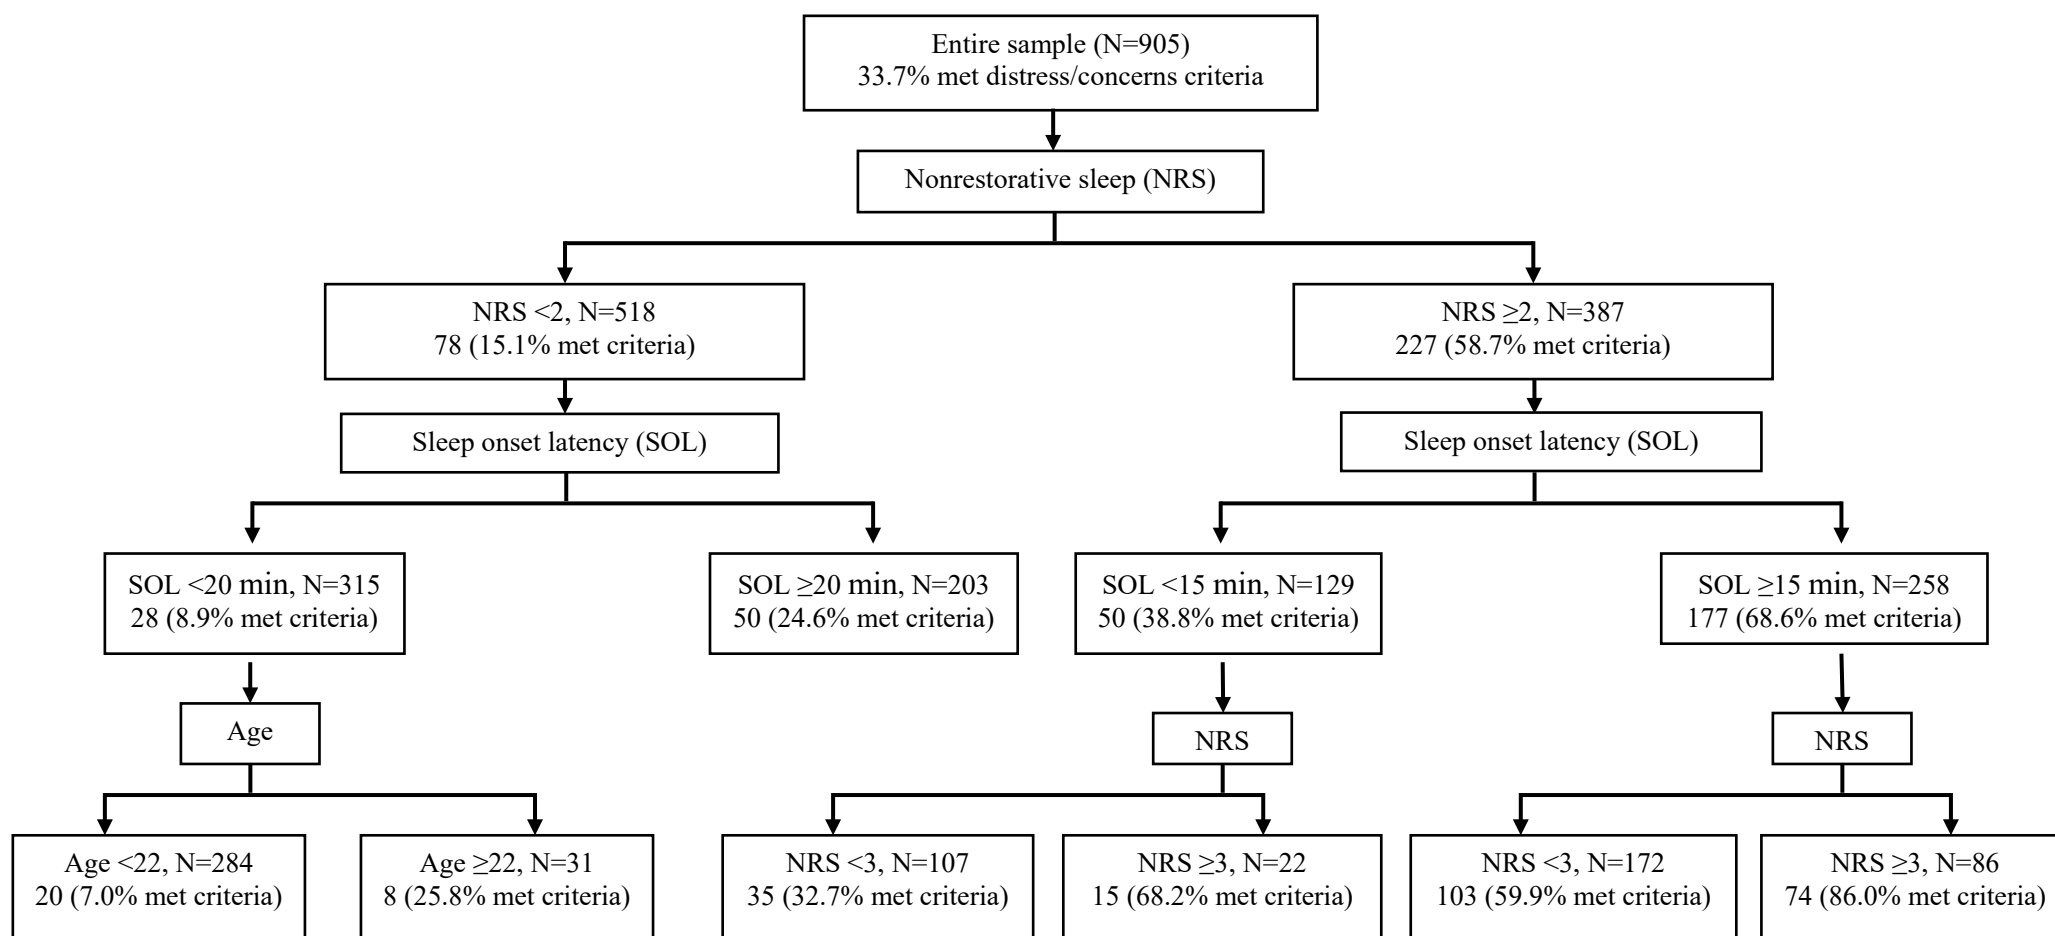 Entire sample (N=905)
33.7% met distress/concerns criteria
Nonrestorative sleep (NRS)
NRS <2, N=518
78 (15.1% met criteria)
NRS ≥2, N=387
227 (58.7% met criteria)
Sleep onset latency (SOL)
Sleep onset latency (SOL)
SOL <20 min, N=315
28 (8.9% met criteria)
SOL ≥20 min, N=203
50 (24.6% met criteria)
SOL <15 min, N=129
50 (38.8% met criteria)
SOL ≥15 min, N=258
177 (68.6% met criteria)
Age
NRS
NRS
Age <22, N=284
20 (7.0% met criteria)
Age ≥22, N=31
8 (25.8% met criteria)
NRS <3, N=107
35 (32.7% met criteria)
NRS ≥3, N=22
15 (68.2% met criteria)
NRS <3, N=172
103 (59.9% met criteria)
NRS ≥3, N=86
74 (86.0% met criteria)